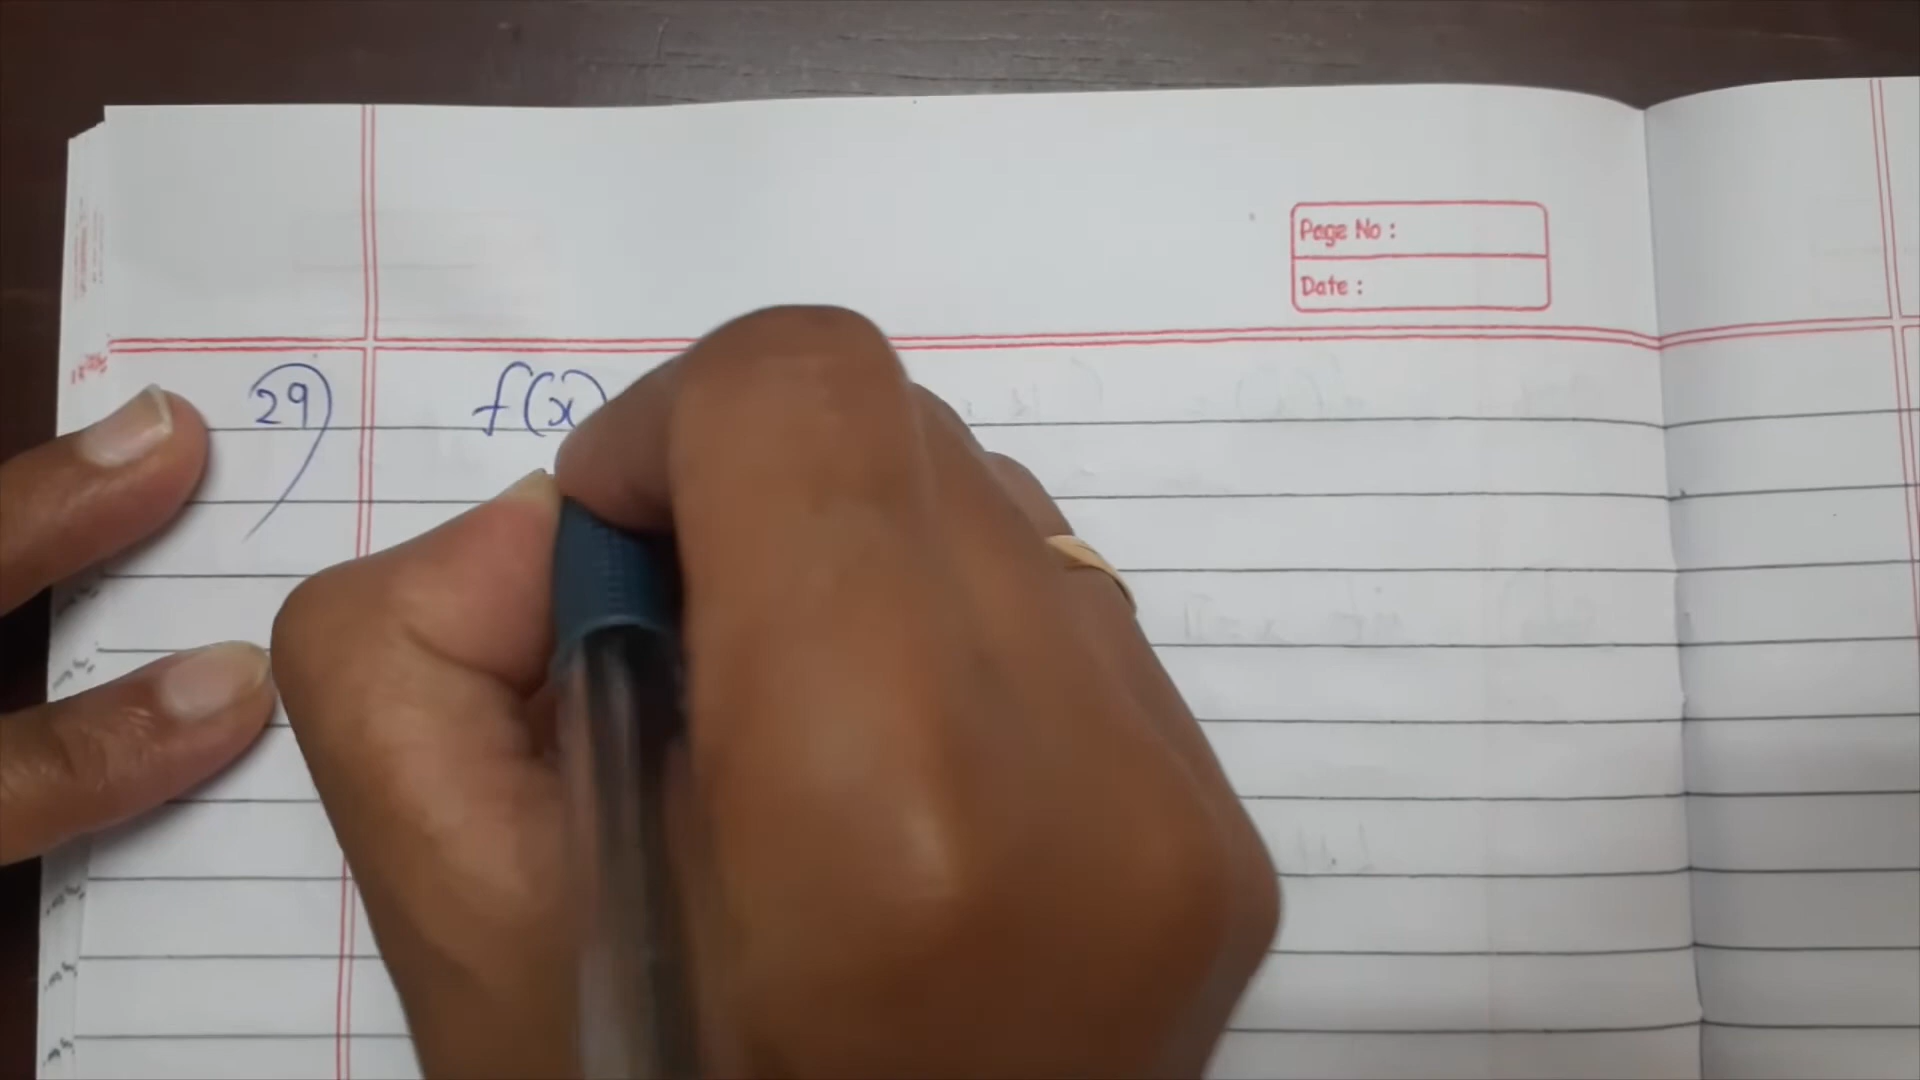 Page No :
Date :
29) f(x)